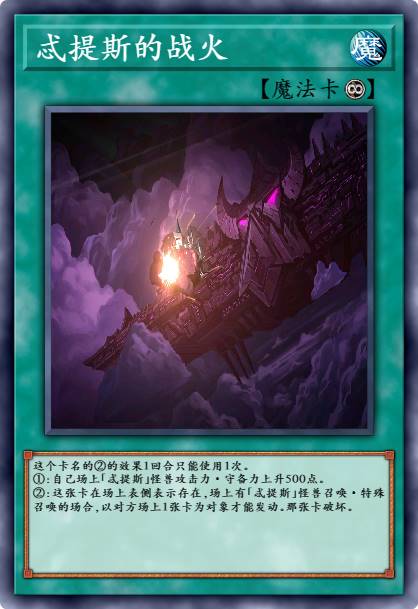 忒提斯的战火
魔
【魔法卡】
这个卡名的②的效果1回合只能使用1次。
①:自己场上「忒提斯」怪兽攻击力·守备力上升500点。
②:这张卡在场上表侧表示存在,场上有「忒提斯」怪兽召唤·特殊
召唤的场合,以对方场上1张卡为对象才能发动。那张卡破坏。